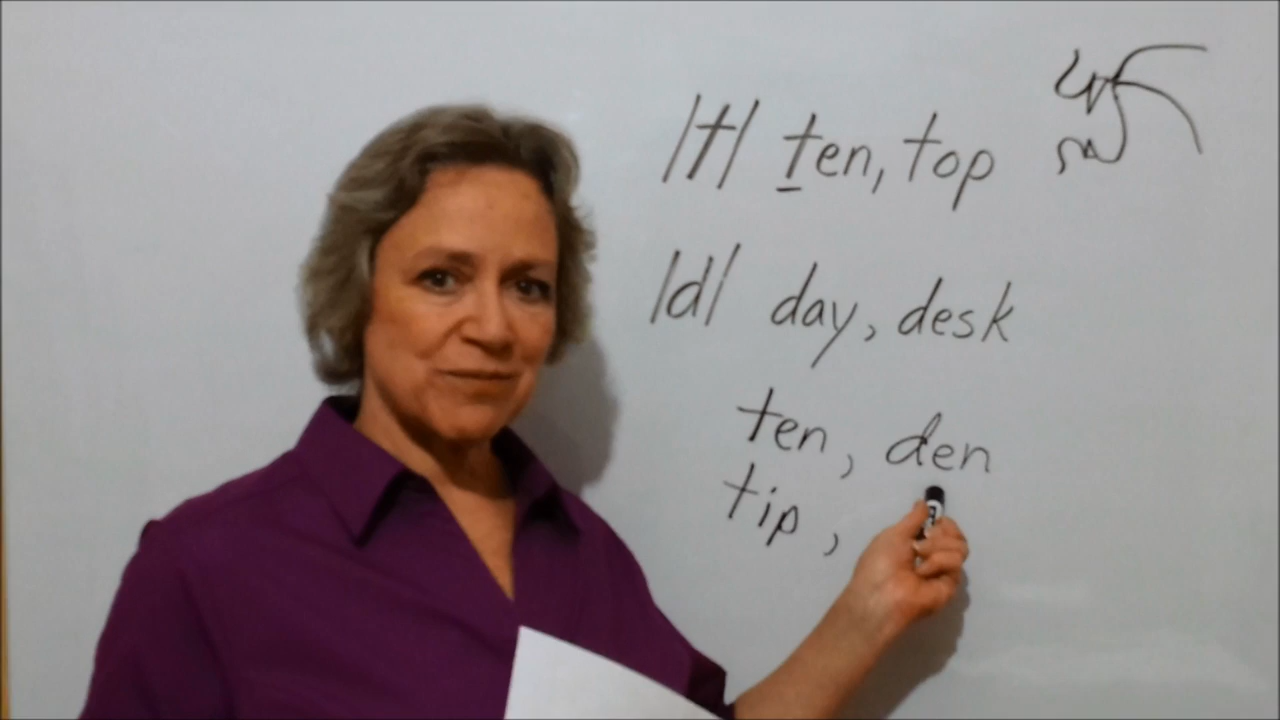 /t/ ten, top
/d/ day, desk
ten, den
tip,